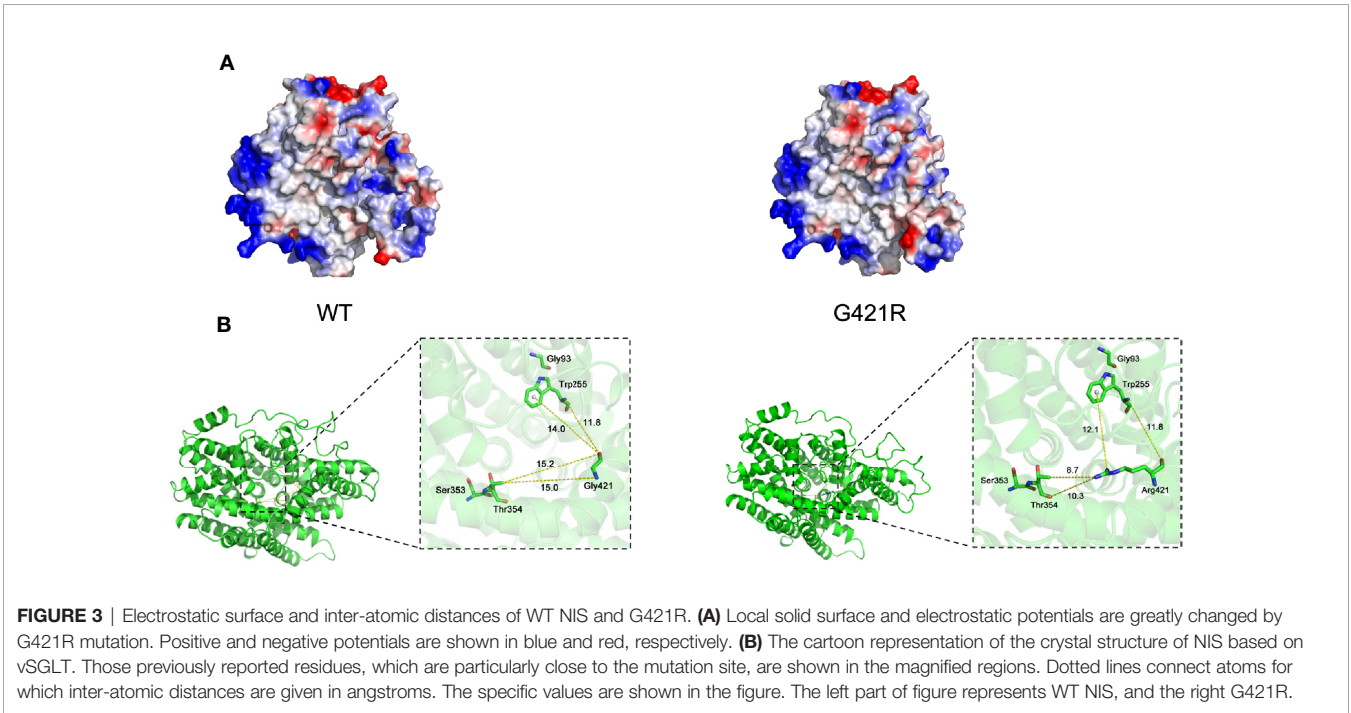 A
WT
G421R
B
Gly93
Trp255
11.8
14.0
15.2
15.0
Gly421
Ser353
Thr354
Gly93
Trp255
12.1
11.8
8.7
10.3
Ser353
Thr354
Arg421
FIGURE 3 | Electrostatic surface and inter-atomic distances of WT NIS and G421R. (A) Local solid surface and electrostatic potentials are greatly changed by
G421R mutation. Positive and negative potentials are shown in blue and red, respectively. (B) The cartoon representation of the crystal structure of NIS based on
vSGLT. Those previously reported residues, which are particularly close to the mutation site, are shown in the magnified regions. Dotted lines connect atoms for
which inter-atomic distances are given in angstroms. The specific values are shown in the figure. The left part of figure represents WT NIS, and the right G421R.